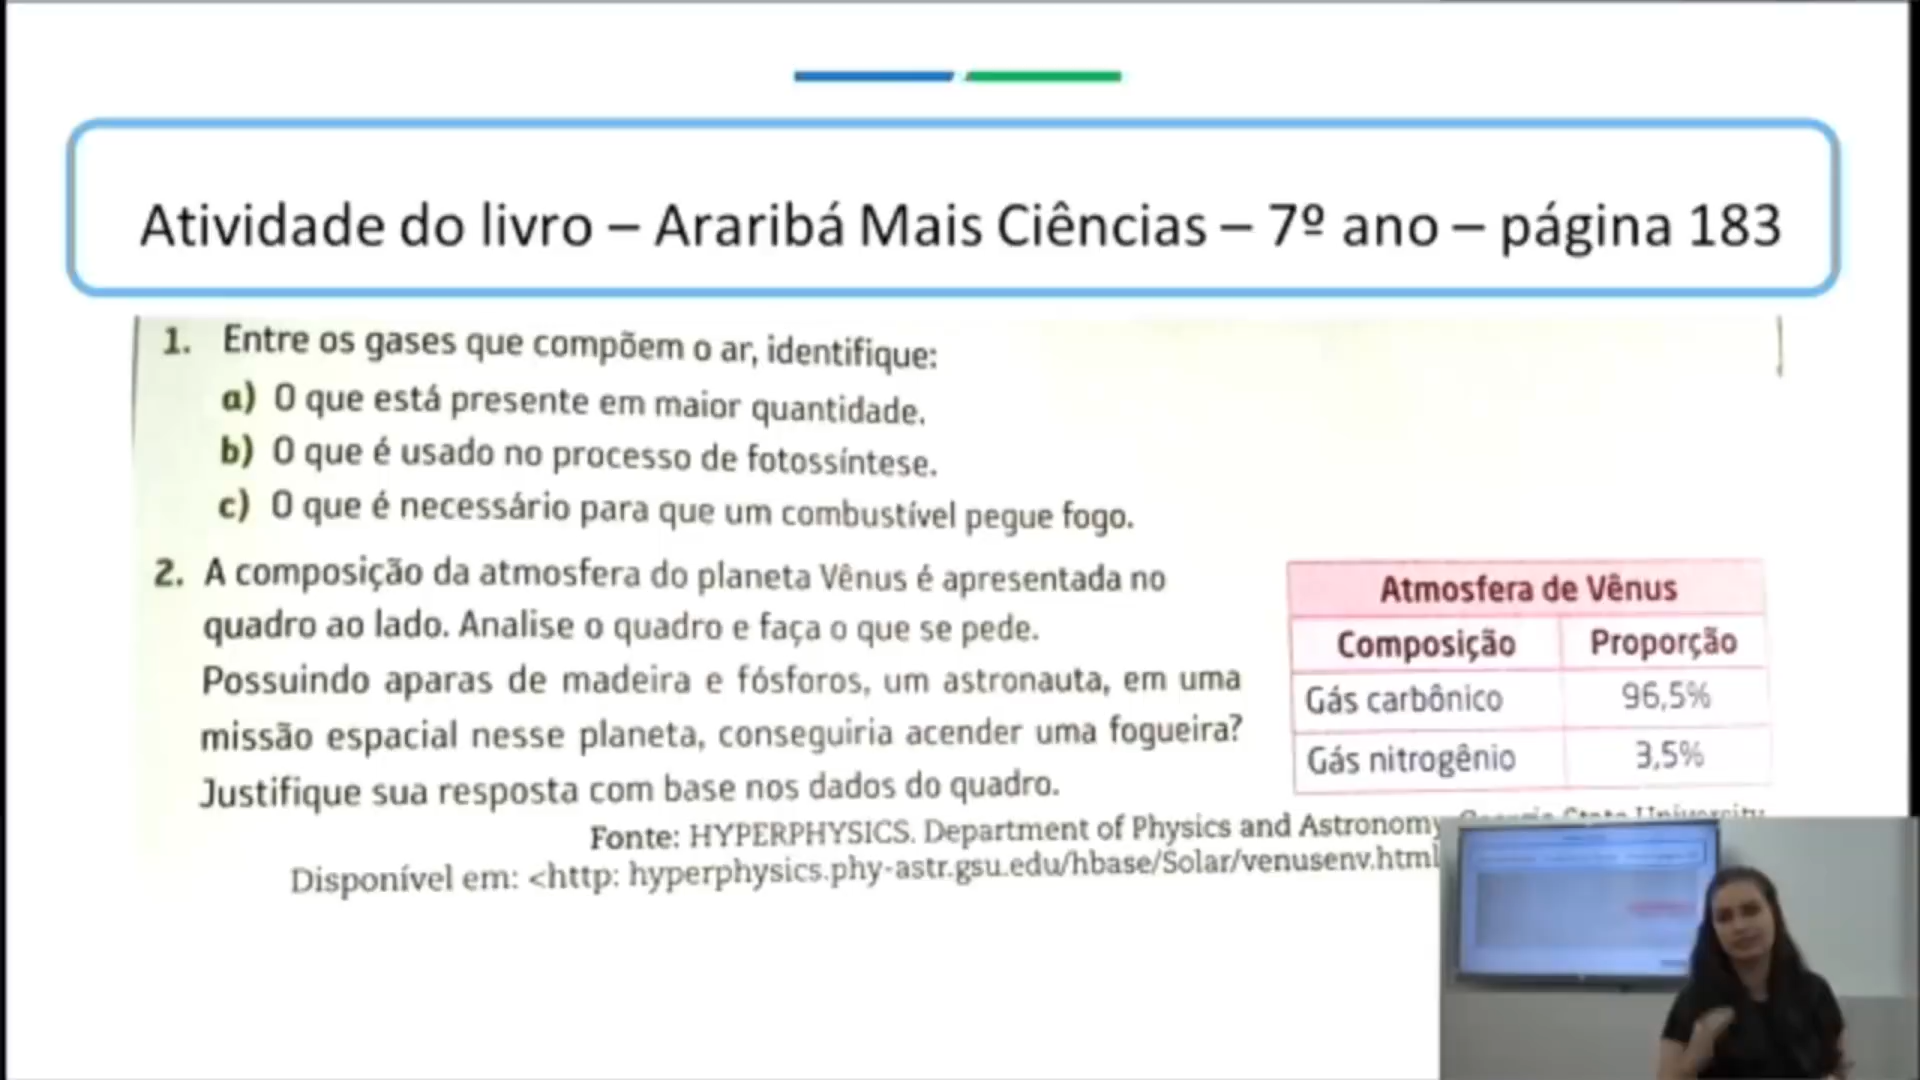 Atividade do livro – Araribá Mais Ciências – 7º ano – página 183
1. Entre os gases que compõem o ar, identifique:
a) O que está presente em maior quantidade.
b) O que é usado no processo de fotossíntese.
c) O que é necessário para que um combustível pegue fogo.
2. A composição da atmosfera do planeta Vênus é apresentada no
quadro ao lado. Analise o quadro e faça o que se pede.
Possuindo aparas de madeira e fósforos, um astronauta, em uma
missão espacial nesse planeta, conseguiria acender uma fogueira?
Justifique sua resposta com base nos dados do quadro.
Atmosfera de Vênus
Composição Proporção
Gás carbônico 96,5%
Gás nitrogênio 3,5%
Fonte: HYPERPHYSICS. Department of Physics and Astronomy
Disponível em: <http: hyperphysics.phy-astr.gsu.edu/hbase/Solar/venusenv.html